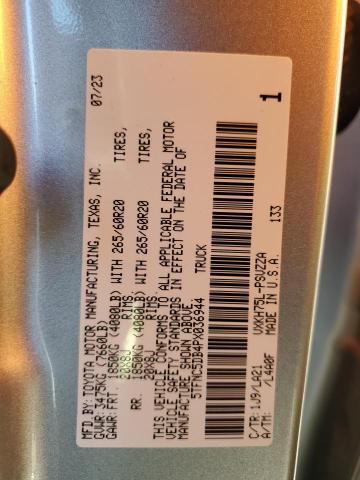 MFD.BY:TOYOTA MOTOR MANUFACTURING, TEXAS, INC. 07/23
GVWR: 3475KG (7660LB)
GAWR:FRT. 1850KG (4080LB) WITH 265/60R20 TIRES,
20X8J RIMS,
RR. 1850KG (4080LB) WITH 265/60R20 TIRES,
20X8J RIMS.
THIS VEHICLE CONFORMS TO ALL APPLICABLE FEDERAL MOTOR
VEHICLE SAFETY STANDARDS IN EFFECT ON THE DATE OF
MANUFACTURE SHOWN ABOVE.
5TFNC5DB4PX036944 TRUCK
1
C/TR:1J9/LA21 VXKH75L-PSVZZA
A/TM: /L4A0F MADE IN U.S.A. 133